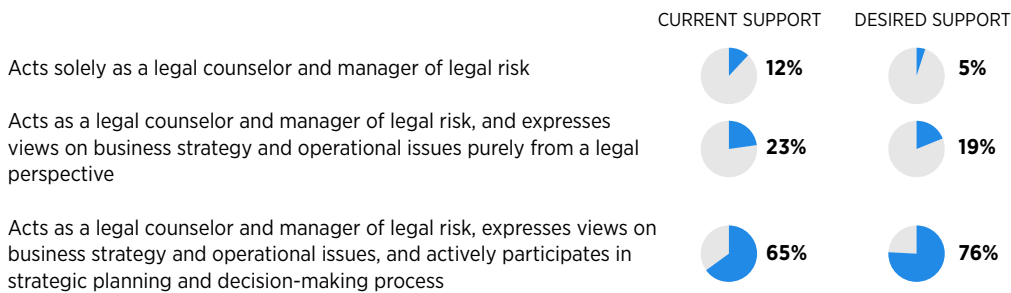 CURRENT SUPPORT DESIRED SUPPORT
Acts solely as a legal counselor and manager of legal risk 12% 5%
Acts as a legal counselor and manager of legal risk, and expresses
views on business strategy and operational issues purely from a legal 23% 19%
perspective
Acts as a legal counselor and manager of legal risk, expresses views on
business strategy and operational issues, and actively participates in 65% 76%
strategic planning and decision-making process